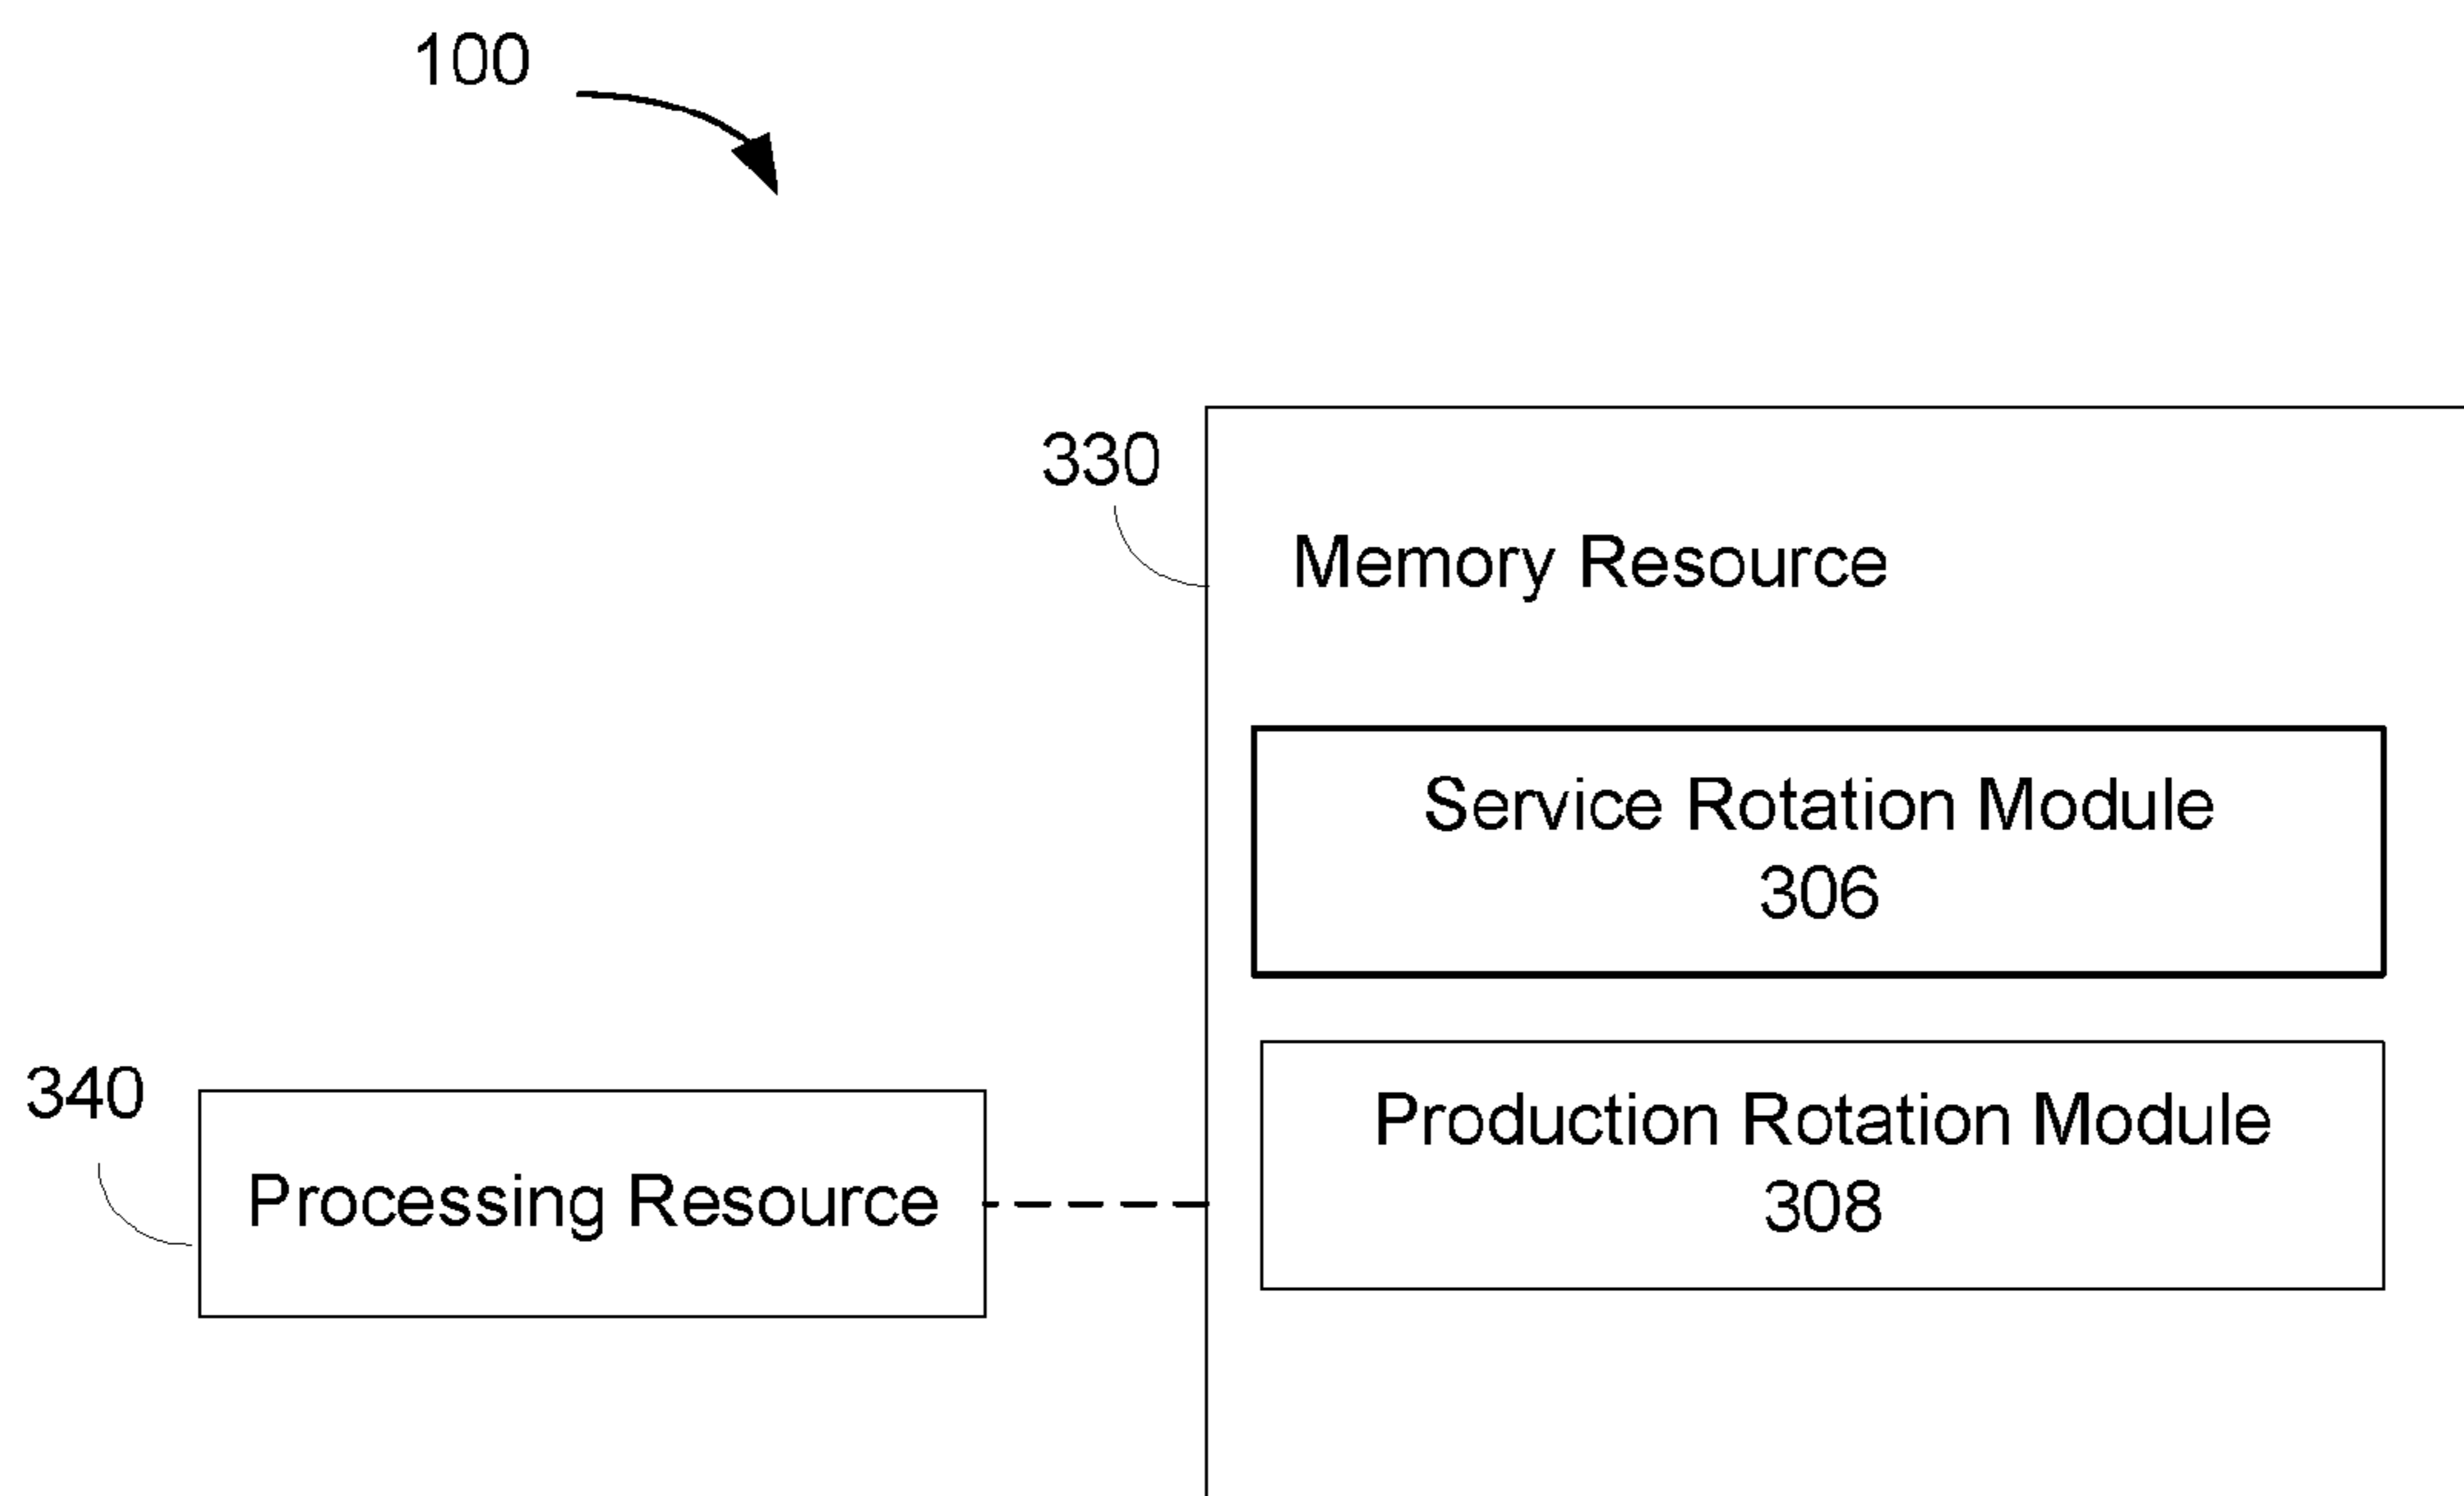 100
330
Memory Resource
Service Rotation Module
306
340
Production Rotation Module
308
Processing Resource